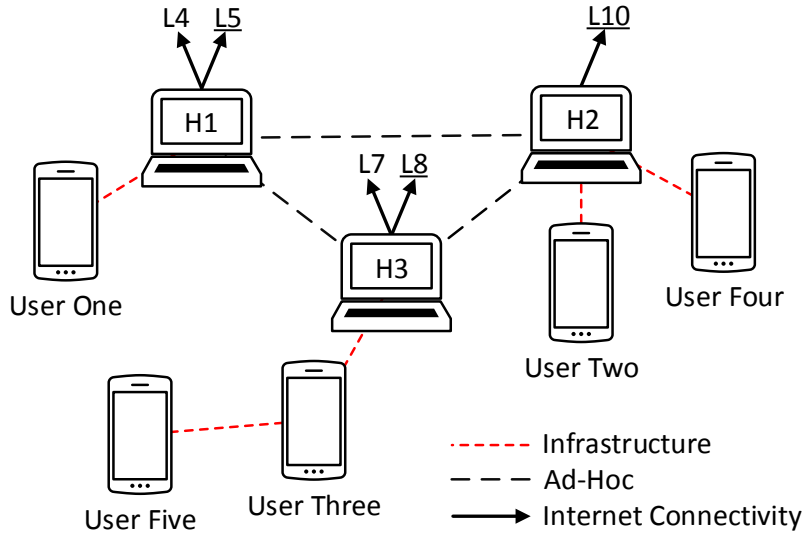 L4 L5
L10
H1
H2
L7 L8
H3
User One
User Four
User Two
User Three
User Five
Infrastructure
Ad-Hoc
Internet Connectivity